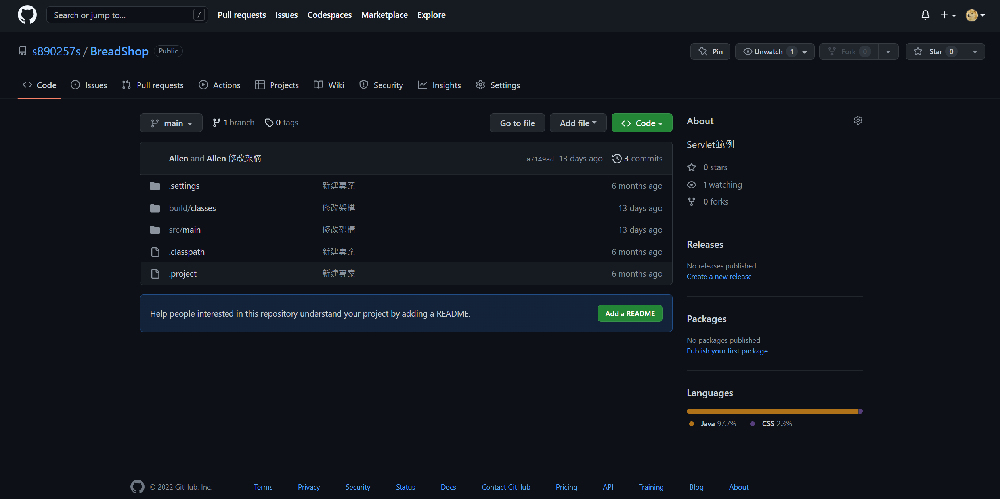 Search or jump to... / Pull requests Issues Codespaces Marketplace Explore
s890257s / BreadShop Public Pin Unwatch 1 Fork 0 Star 0
Code Issues Pull requests Actions Projects Wiki Security Insights Settings
main 1 branch 0 tags Go to file Add file Code
Allen and Allen 修改架構 a7149ad 13 days ago 3 commits
.settings 新建專案 6 months ago
build/classes 修改架構 13 days ago
src/main 修改架構 13 days ago
.classpath 新建專案 6 months ago
.project 新建專案 6 months ago
Help people interested in this repository understand your project by adding a README. Add a README
About
Servlet範例
0 stars
1 watching
0 forks
Releases
No releases published
Create a new release
Packages
No packages published
Publish your first package
Languages
Java 97.7% CSS 2.3%
© 2022 GitHub, Inc. Terms Privacy Security Status Docs Contact GitHub Pricing API Training Blog About